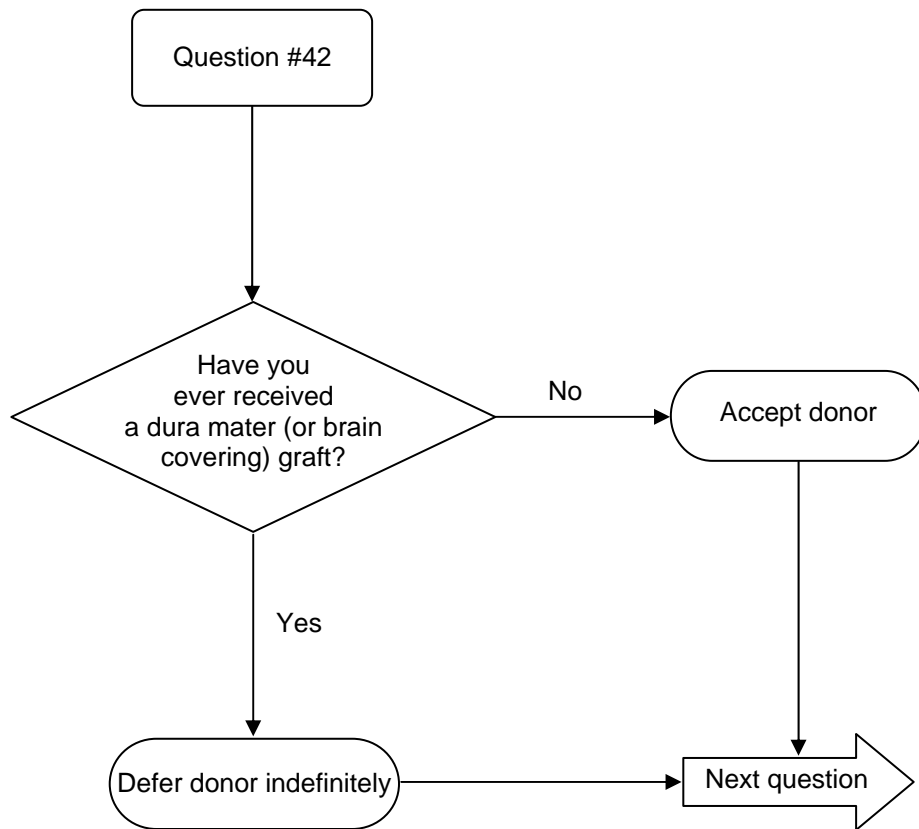 Question #42
Have you
ever received
a dura mater (or brain
covering) graft?
No
Accept donor
Yes
Defer donor indefinitely
Next question